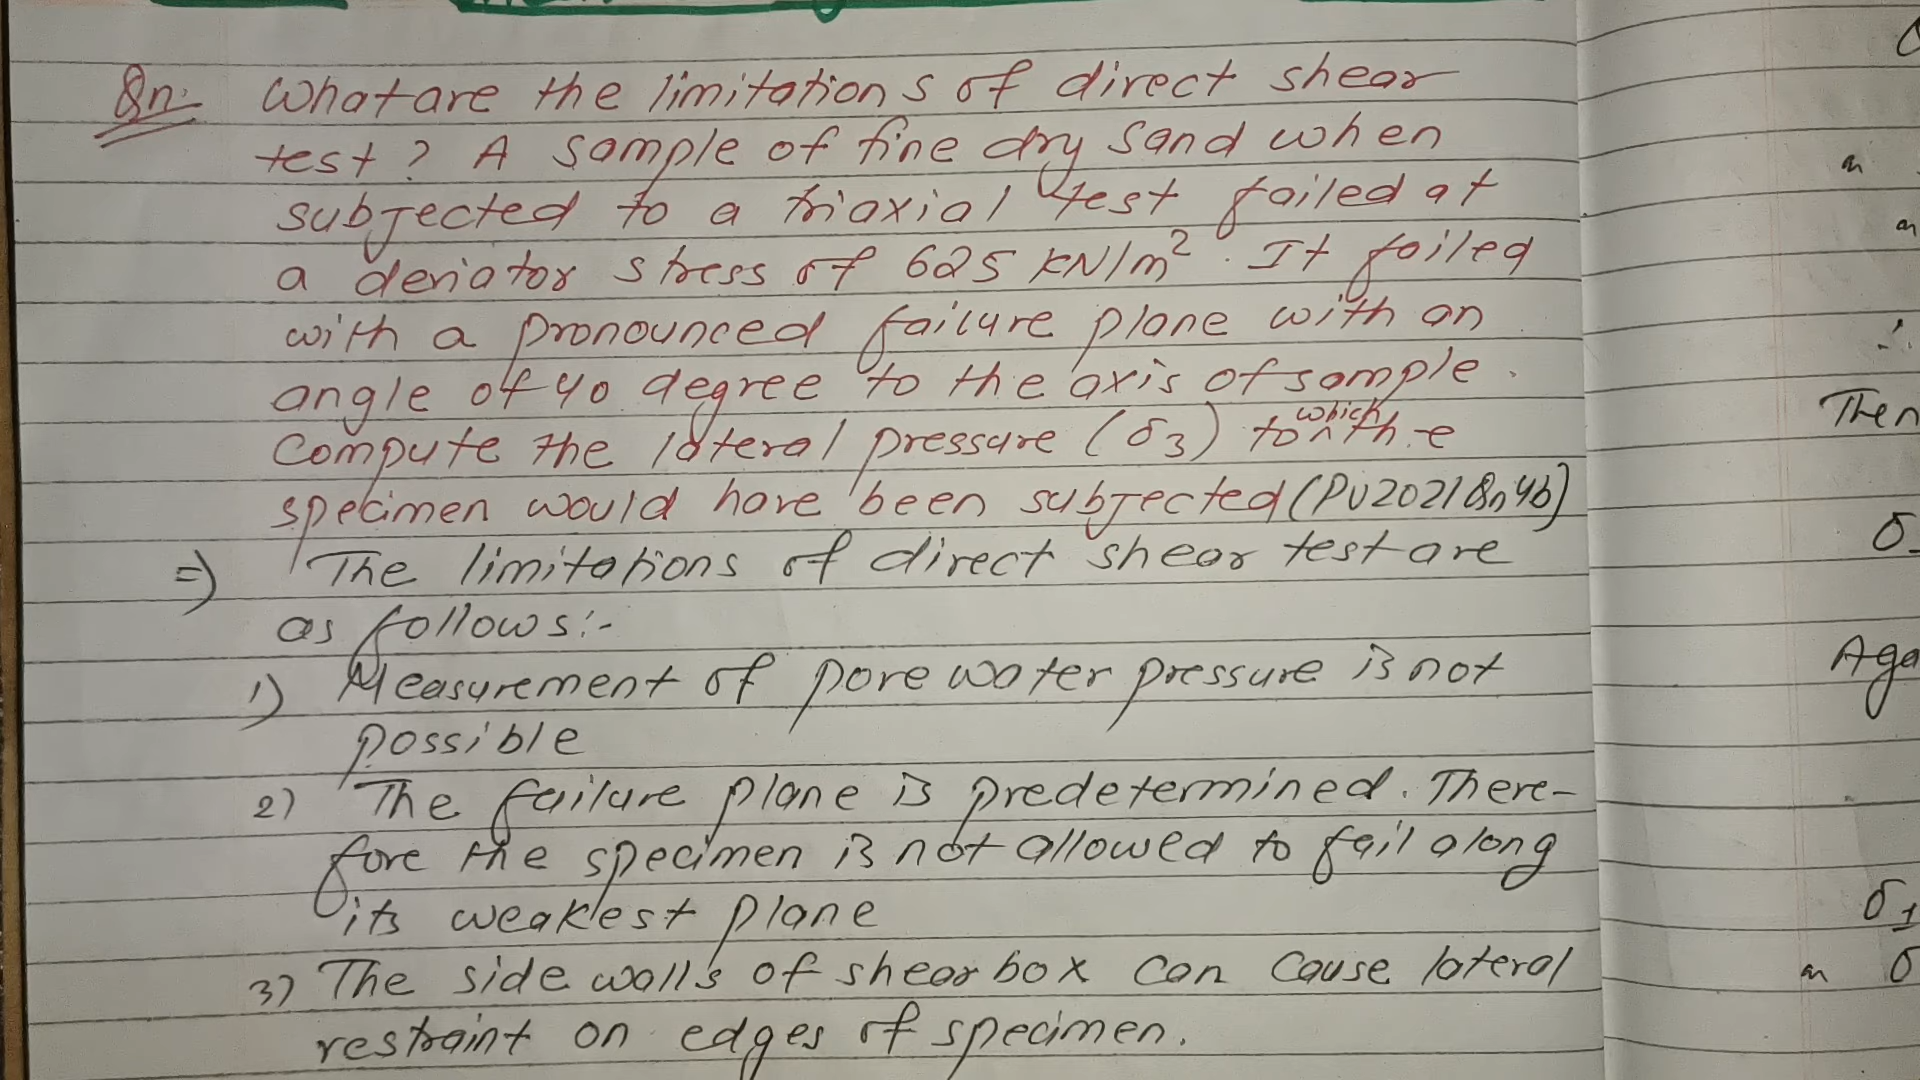 Qn. What are the limitations of direct shear
test? A sample of fine dry sand when
subjected to a triaxial test failed at
a deviator stress of 625 kN/m². It failed
with a pronounced failure plane with an
angle of 40 degree to the axis of sample.
Compute the lateral pressure (σ3) to which the
specimen would have been subjected (PU2021Qn4b)
=) The limitations of direct shear test are
as follows:-
1) Measurement of pore water pressure is not
possible
2) The failure plane is predetermined. There-
fore the specimen is not allowed to fail along
its weakest plane
3) The side walls of shear box can cause lateral
restraint on edges of specimen.
Then
σ
Aga
σ1
σ